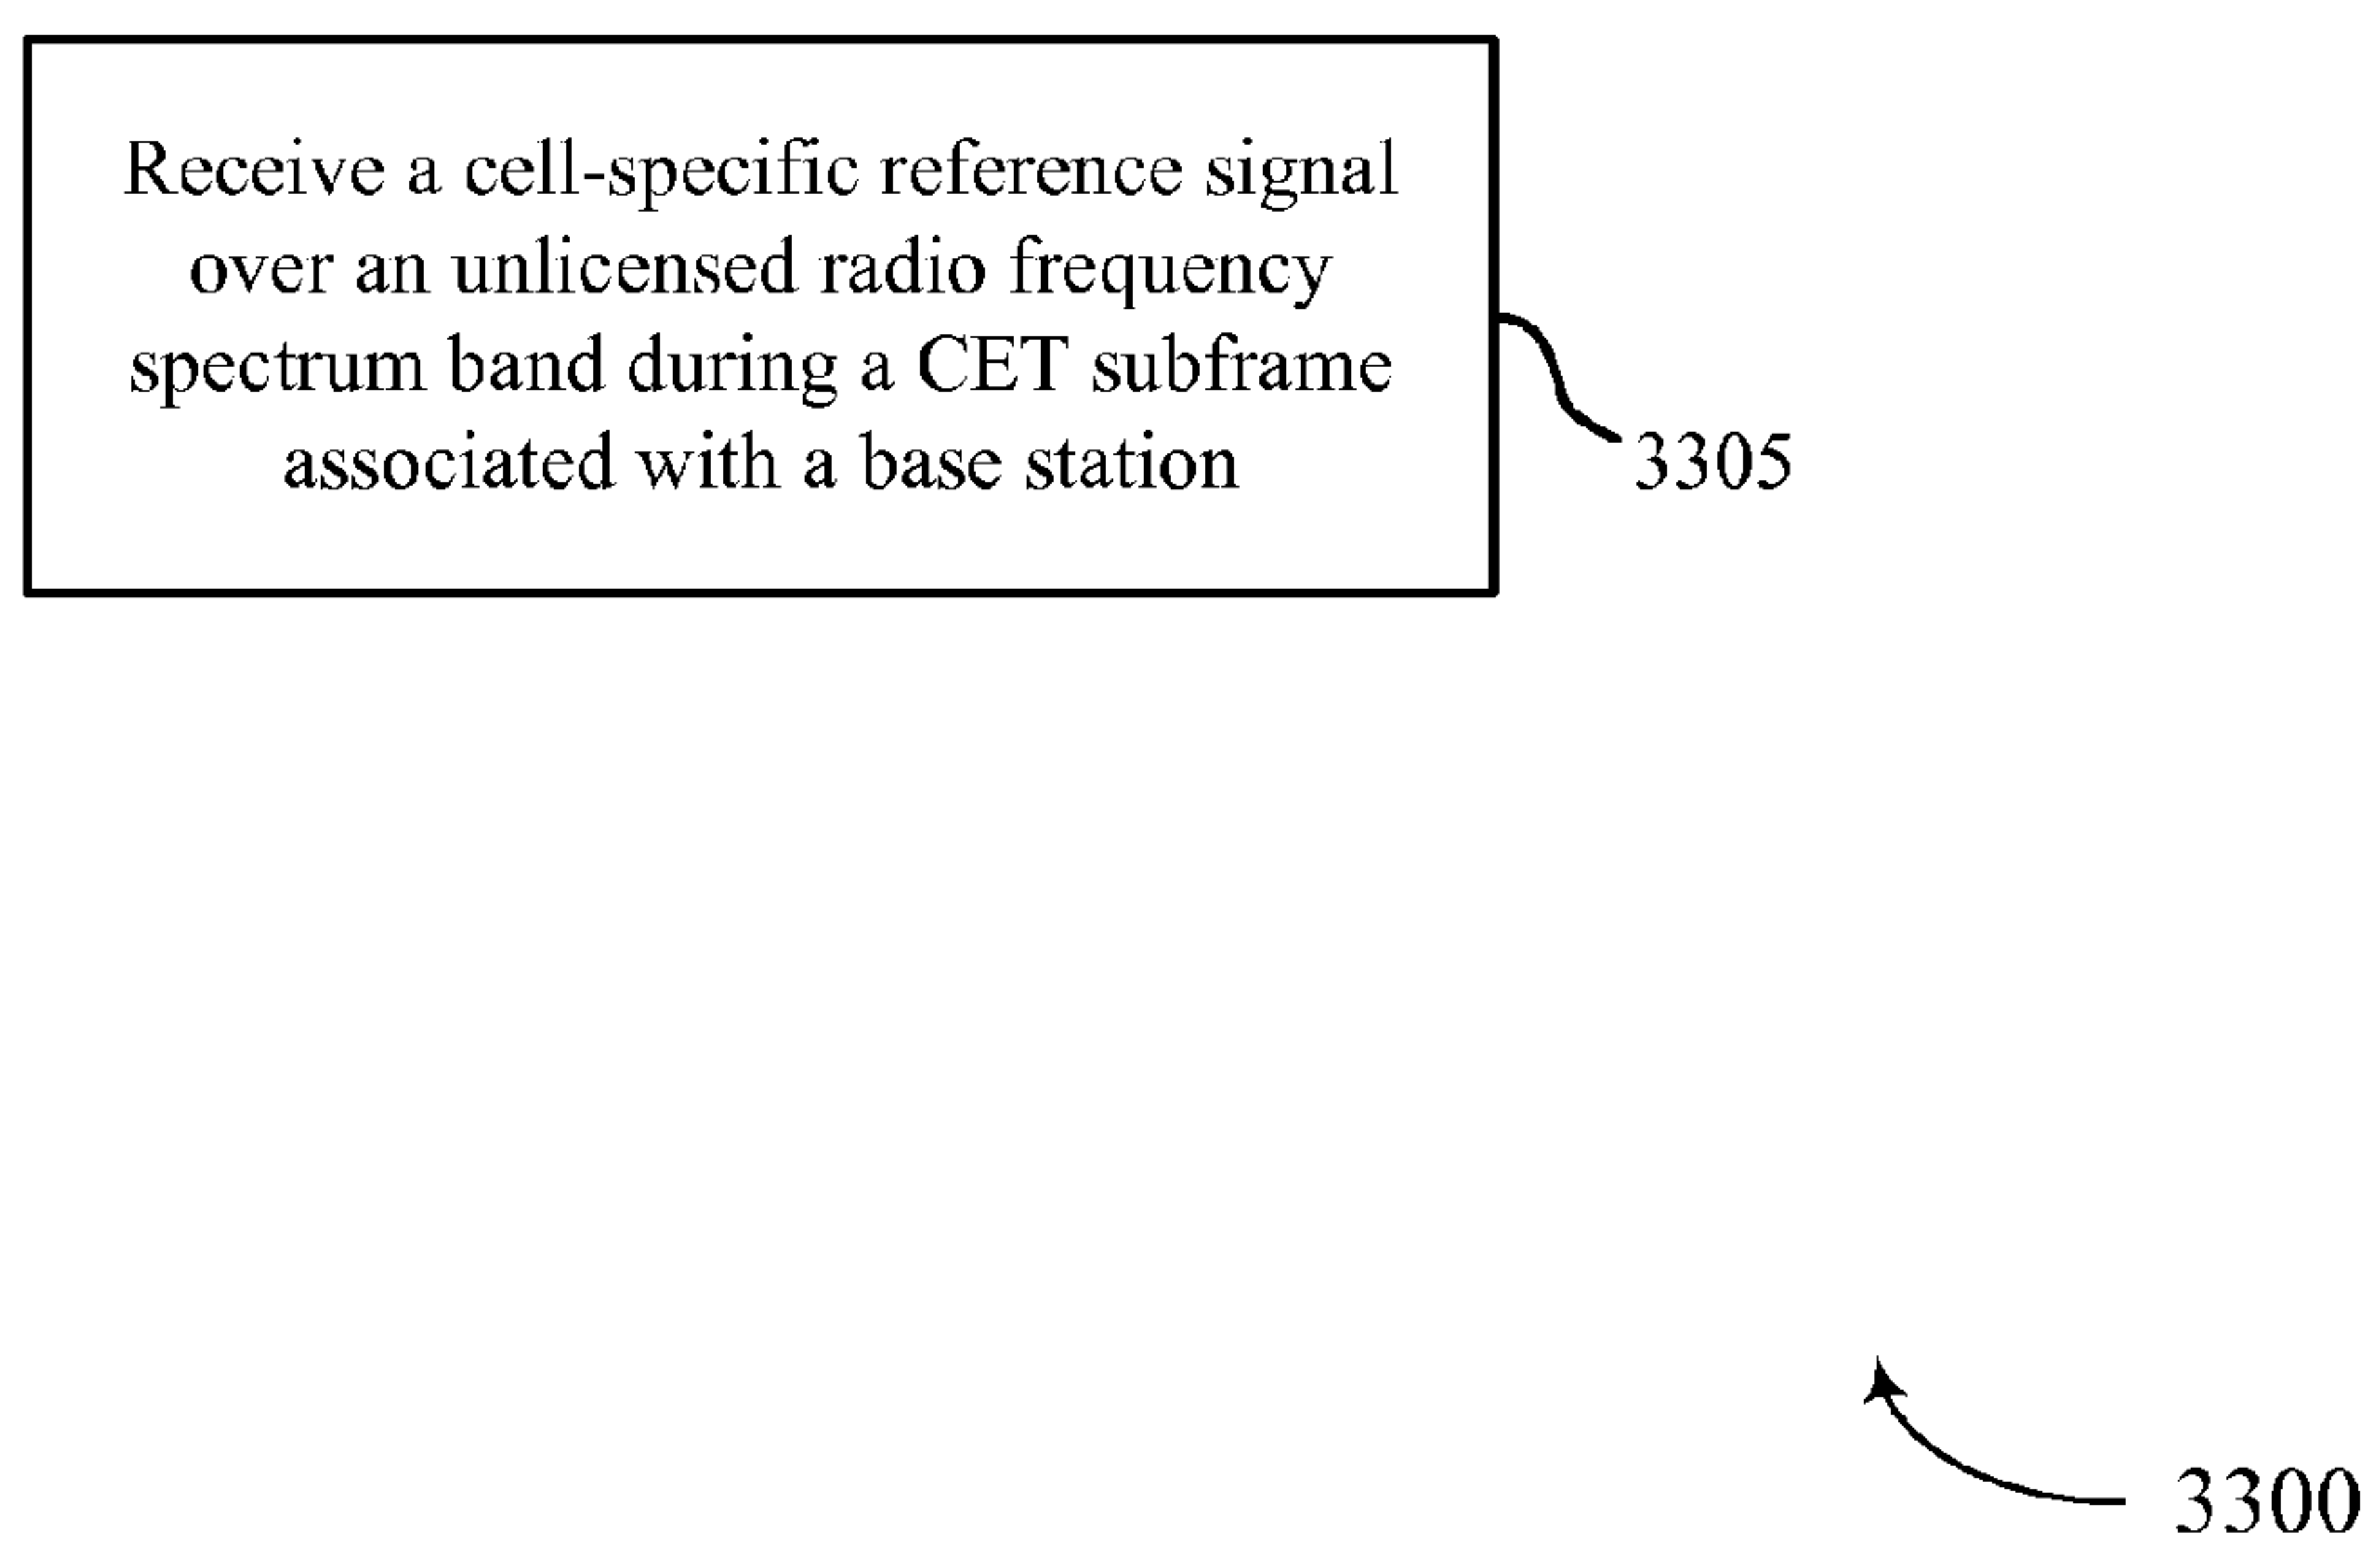 Receive a cell-specific reference signal
over an unlicensed radio frequency
spectrum band during a CET subframe
associated with a base station
3305
3300